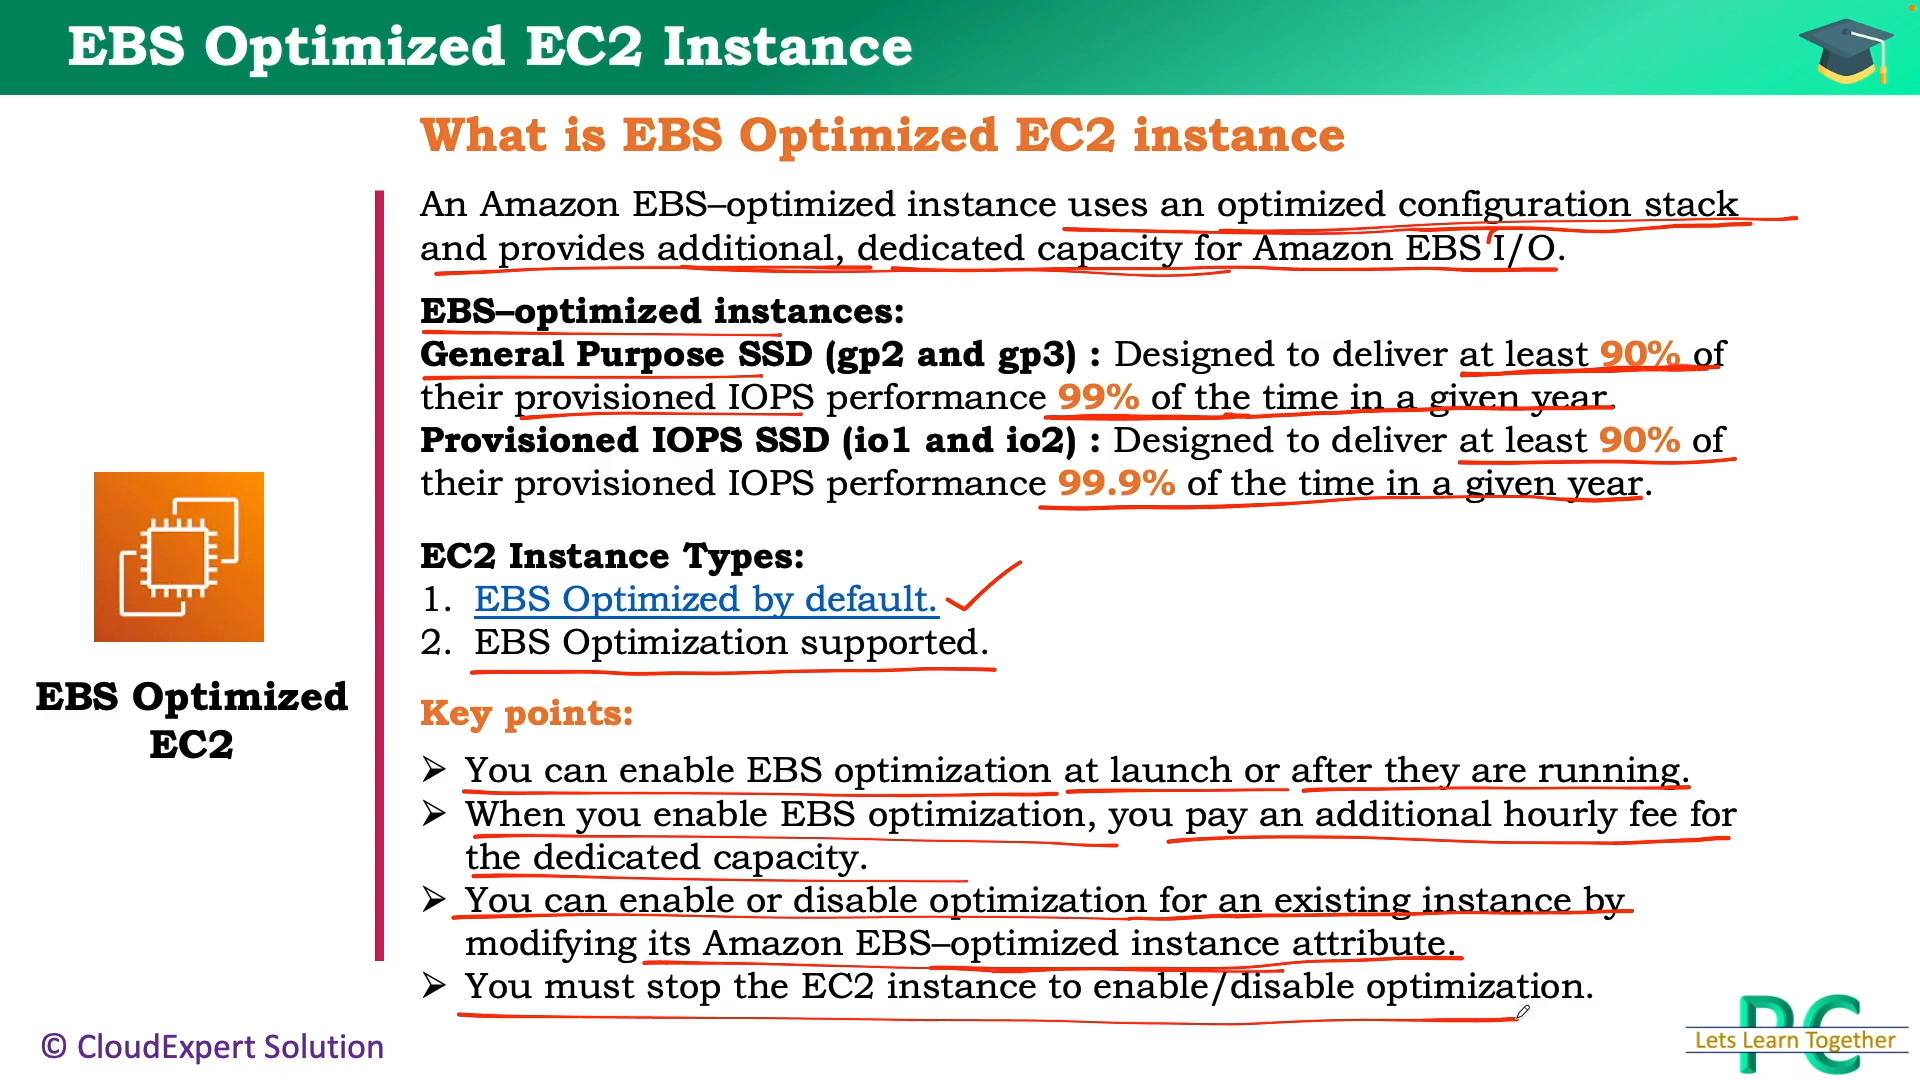 EBS Optimized EC2 Instance
What is EBS Optimized EC2 instance
An Amazon EBS–optimized instance uses an optimized configuration stack
and provides additional, dedicated capacity for Amazon EBS I/O.
EBS–optimized instances:
General Purpose SSD (gp2 and gp3) : Designed to deliver at least 90% of
their provisioned IOPS performance 99% of the time in a given year.
Provisioned IOPS SSD (io1 and io2) : Designed to deliver at least 90% of
their provisioned IOPS performance 99.9% of the time in a given year.
EC2 Instance Types:
1. EBS Optimized by default.
2. EBS Optimization supported.
EBS Optimized
EC2
Key points:
➢ You can enable EBS optimization at launch or after they are running.
➢ When you enable EBS optimization, you pay an additional hourly fee for
the dedicated capacity.
➢ You can enable or disable optimization for an existing instance by
modifying its Amazon EBS–optimized instance attribute.
➢ You must stop the EC2 instance to enable/disable optimization.
© CloudExpert Solution
PC
Lets Learn Together